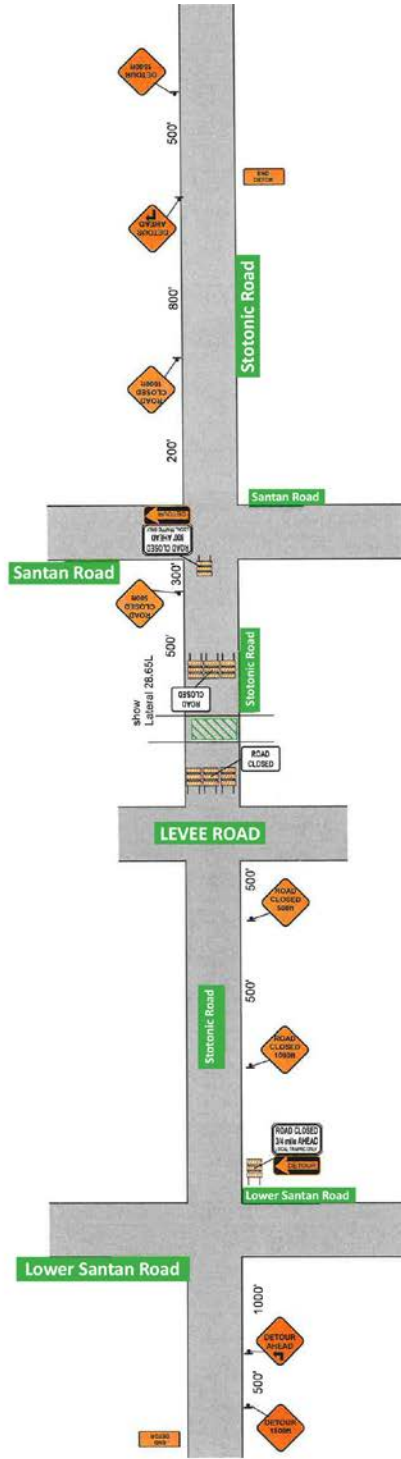 DETOUR
1500ft
500'
END
DETOUR
DETOUR
AHEAD
800'
Stotonic Road
ROAD
CLOSED
1000ft
200'
Santan Road
DETOUR
ROAD CLOSED
500' AHEAD
LOCAL TRAFFIC ONLY
Santan Road
300'
ROAD
CLOSED
500ft
500'
Stotonic Road
ROAD
CLOSED
show
Lateral 28.65L
ROAD
CLOSED
LEVEE ROAD
500'
ROAD
CLOSED
500ft
Stotonic Road
500'
ROAD
CLOSED
1000ft
ROAD CLOSED
3/4 mile AHEAD
LOCAL TRAFFIC ONLY
DETOUR
Lower Santan Road
Lower Santan Road
1000'
DETOUR
AHEAD
500'
DETOUR
1500ft
END
DETOUR